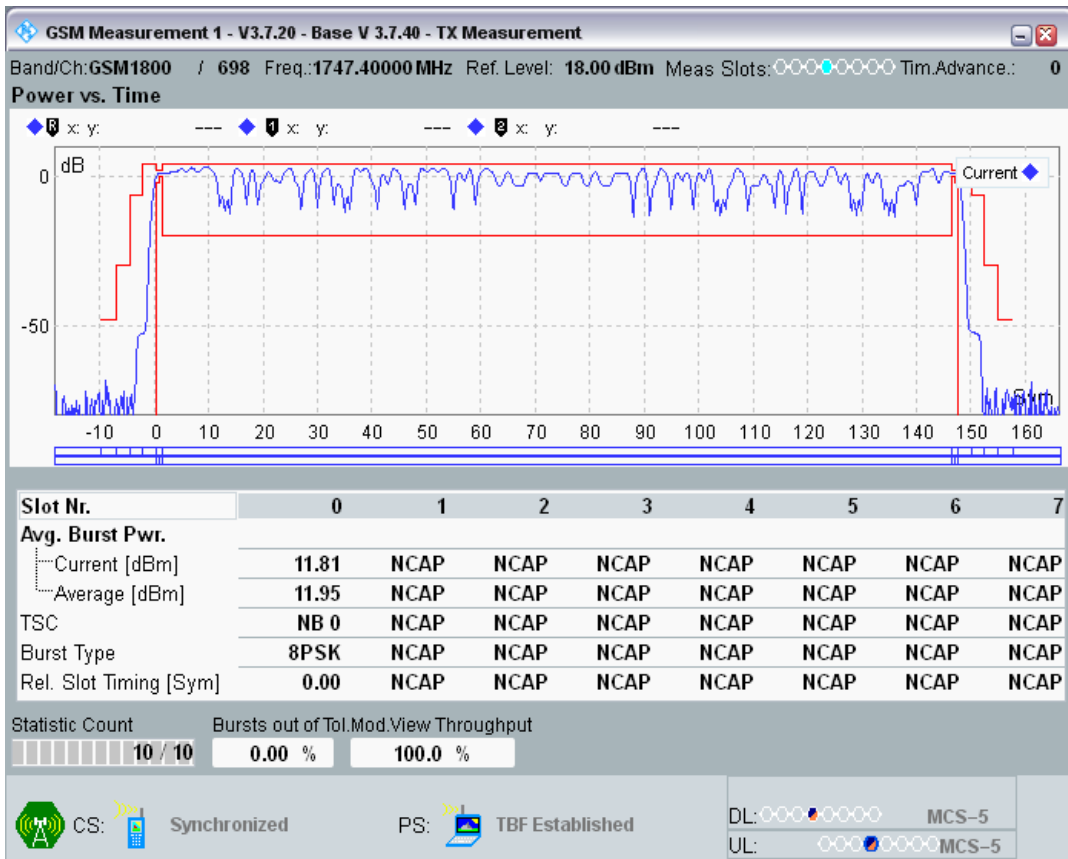 GSM Measurement 1 - V3.7.20 - Base V 3.7.40 - TX Measurement
Band/Ch:GSM1800 / 698 Freq.:1747.40000 MHz Ref. Level: 18.00 dBm Meas Slots: Tim.Advance.: 0
Power vs. Time
R x: y: --- 1 x: y: --- 2 x: y: ---
dB
Current
0
-50
Sym
-10 0 10 20 30 40 50 60 70 80 90 100 110 120 130 140 150 160
Slot Nr. 0 1 2 3 4 5 6 7
Avg. Burst Pwr.
Current [dBm] 11.81 NCAP NCAP NCAP NCAP NCAP NCAP NCAP
Average [dBm] 11.95 NCAP NCAP NCAP NCAP NCAP NCAP NCAP
TSC NB 0 NCAP NCAP NCAP NCAP NCAP NCAP NCAP
Burst Type 8PSK NCAP NCAP NCAP NCAP NCAP NCAP NCAP
Rel. Slot Timing [Sym] 0.00 NCAP NCAP NCAP NCAP NCAP NCAP NCAP
Statistic Count Bursts out of Tol.Mod.View Throughput
10 / 10 0.00 % 100.0 %
CS: Synchronized PS: TBF Established
DL: MCS-5
UL: MCS-5